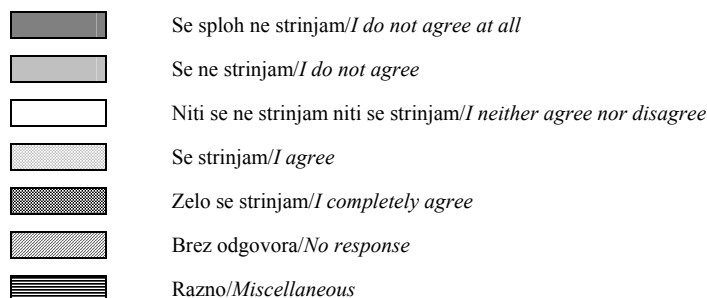 Se sploh ne strinjam/I do not agree at all
Se ne strinjam/I do not agree
Niti se ne strinjam niti se strinjam/I neither agree nor disagree
Se strinjam/I agree
Zelo se strinjam/I completely agree
Brez odgovora/No response
Razno/Miscellaneous